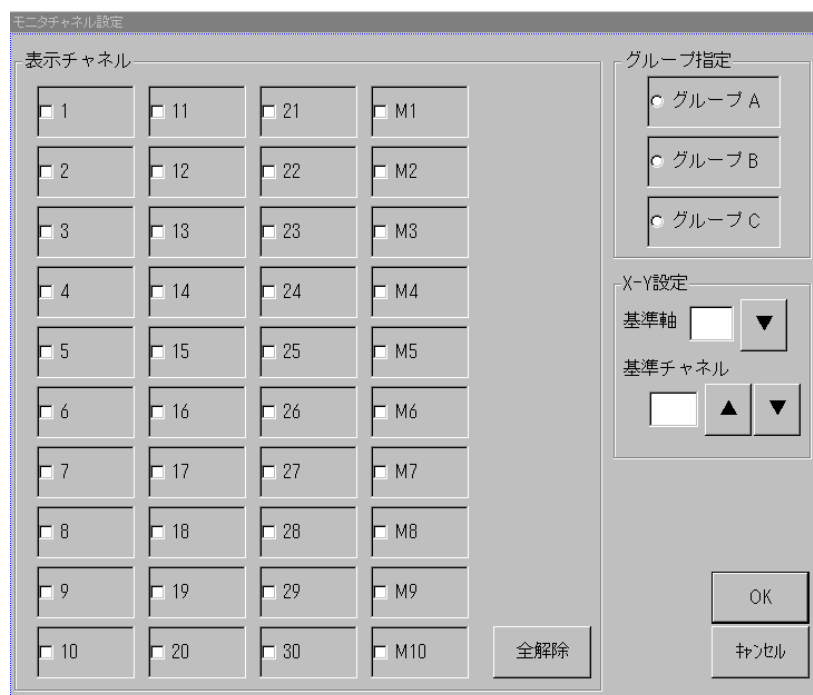 モニタチャネル設定
表示チャネル
1 11 21 M1
2 12 22 M2
3 13 23 M3
4 14 24 M4
5 15 25 M5
6 16 26 M6
7 17 27 M7
8 18 28 M8
9 19 29 M9
10 20 30 M10
全解除
グループ指定
グループ A
グループ B
グループ C
X-Y設定
基準軸 ▼
基準チャネル
▲ ▼
OK
ｷｬﾝｾﾙ